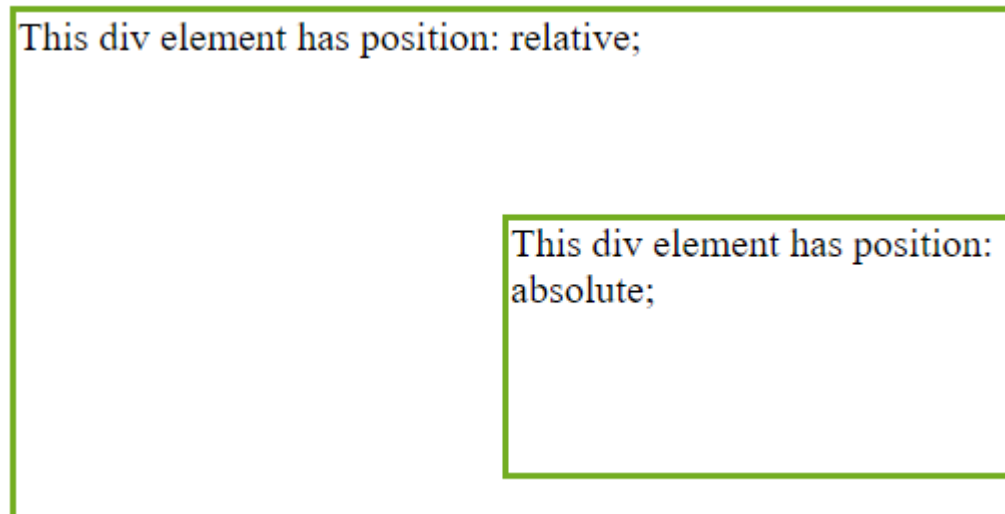 This div element has position: relative;
This div element has position:
absolute;